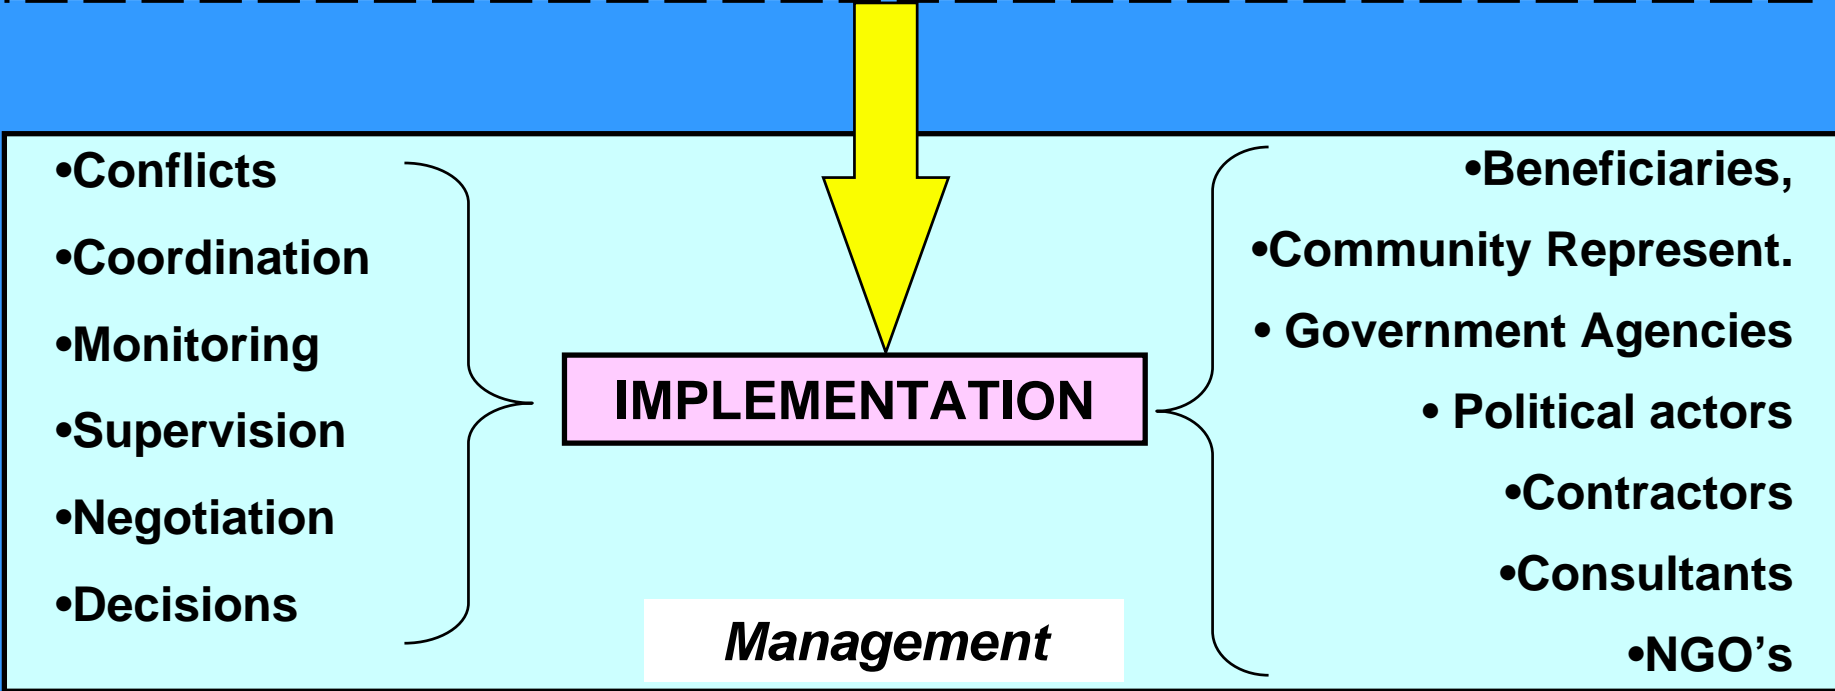 •Conflicts
•Coordination
•Monitoring
•Supervision
•Negotiation
•Decisions
IMPLEMENTATION
Management
•Beneficiaries,
•Community Represent.
• Government Agencies
• Political actors
•Contractors
•Consultants
•NGO’s